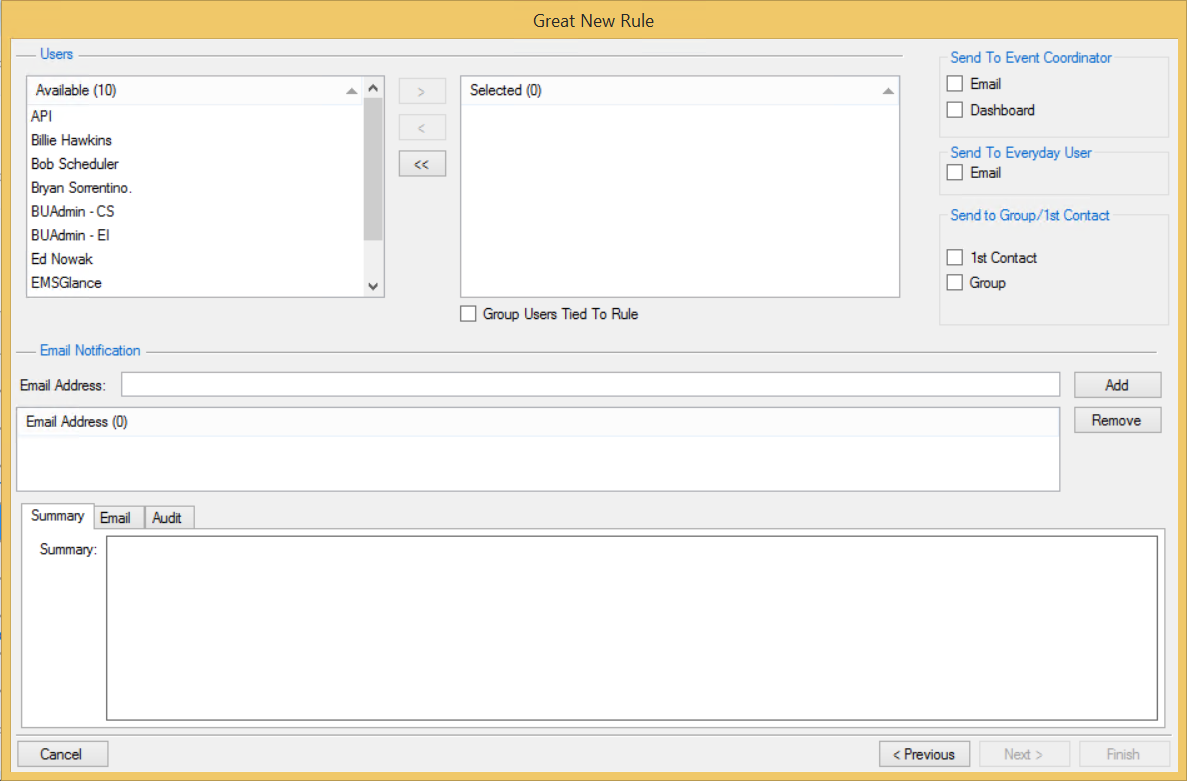 Great New Rule
Users
Available (10)
API
Billie Hawkins
Bob Scheduler
Bryan Sorrentino.
BUAdmin - CS
BUAdmin - EI
Ed Nowak
EMSGlance
>
<
<<
Selected (0)
Group Users Tied To Rule
Send To Event Coordinator
Email
Dashboard
Send To Everyday User
Email
Send to Group/1st Contact
1st Contact
Group
Email Notification
Email Address:
Add
Email Address (0)
Remove
Summary Email Audit
Summary:
Cancel
< Previous
Next >
Finish